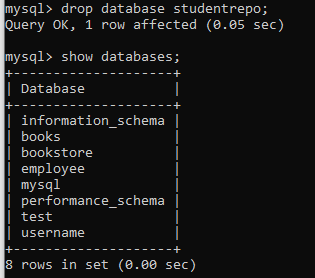 mysql> drop database studentrepo;
Query OK, 1 row affected (0.05 sec)
mysql> show databases;
+--------------------+
| Database           |
+--------------------+
| information_schema |
| books              |
| bookstore          |
| employee           |
| mysql              |
| performance_schema |
| test               |
| username           |
+--------------------+
8 rows in set (0.00 sec)